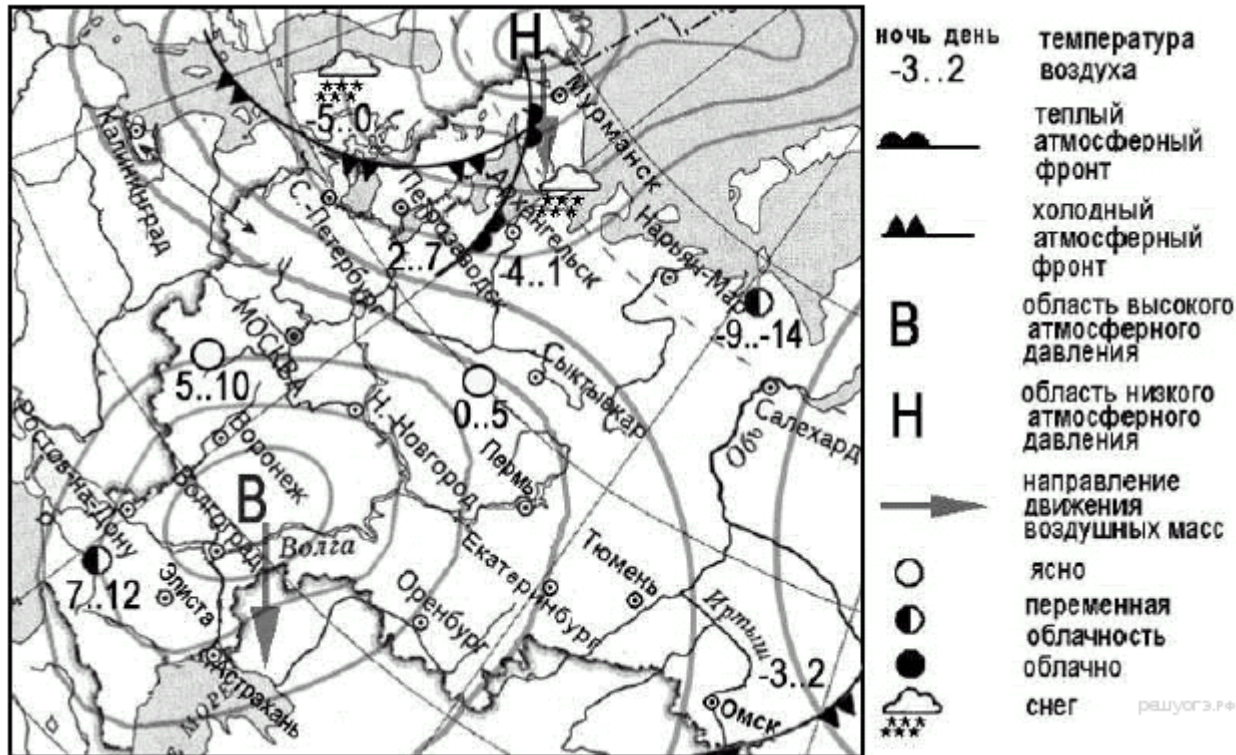 Н
Мурманск
-5..0
Калининград
С.-Петербург
Петрозаводск
Архангельск
Нарьян-Мар
2..7
-4..1
-9..-14
МОСКВА
5..10
0..5
Сыктывкар
Салехард
Обь
Ростов-на-Дону
Воронеж
Н. Новгород
Пермь
Волгоград
В
Волга
7..12
Элиста
Оренбург
Екатеринбург
Тюмень
Иртыш
-3..2
Омск
Астрахань
МОРЕ
ночь день
-3..2
температура
воздуха
теплый
атмосферный
фронт
холодный
атмосферный
фронт
В
область высокого
атмосферного
давления
Н
область низкого
атмосферного
давления
направление
движения
воздушных масс
ясно
переменная
облачность
облачно
снег
решуогэ.рф